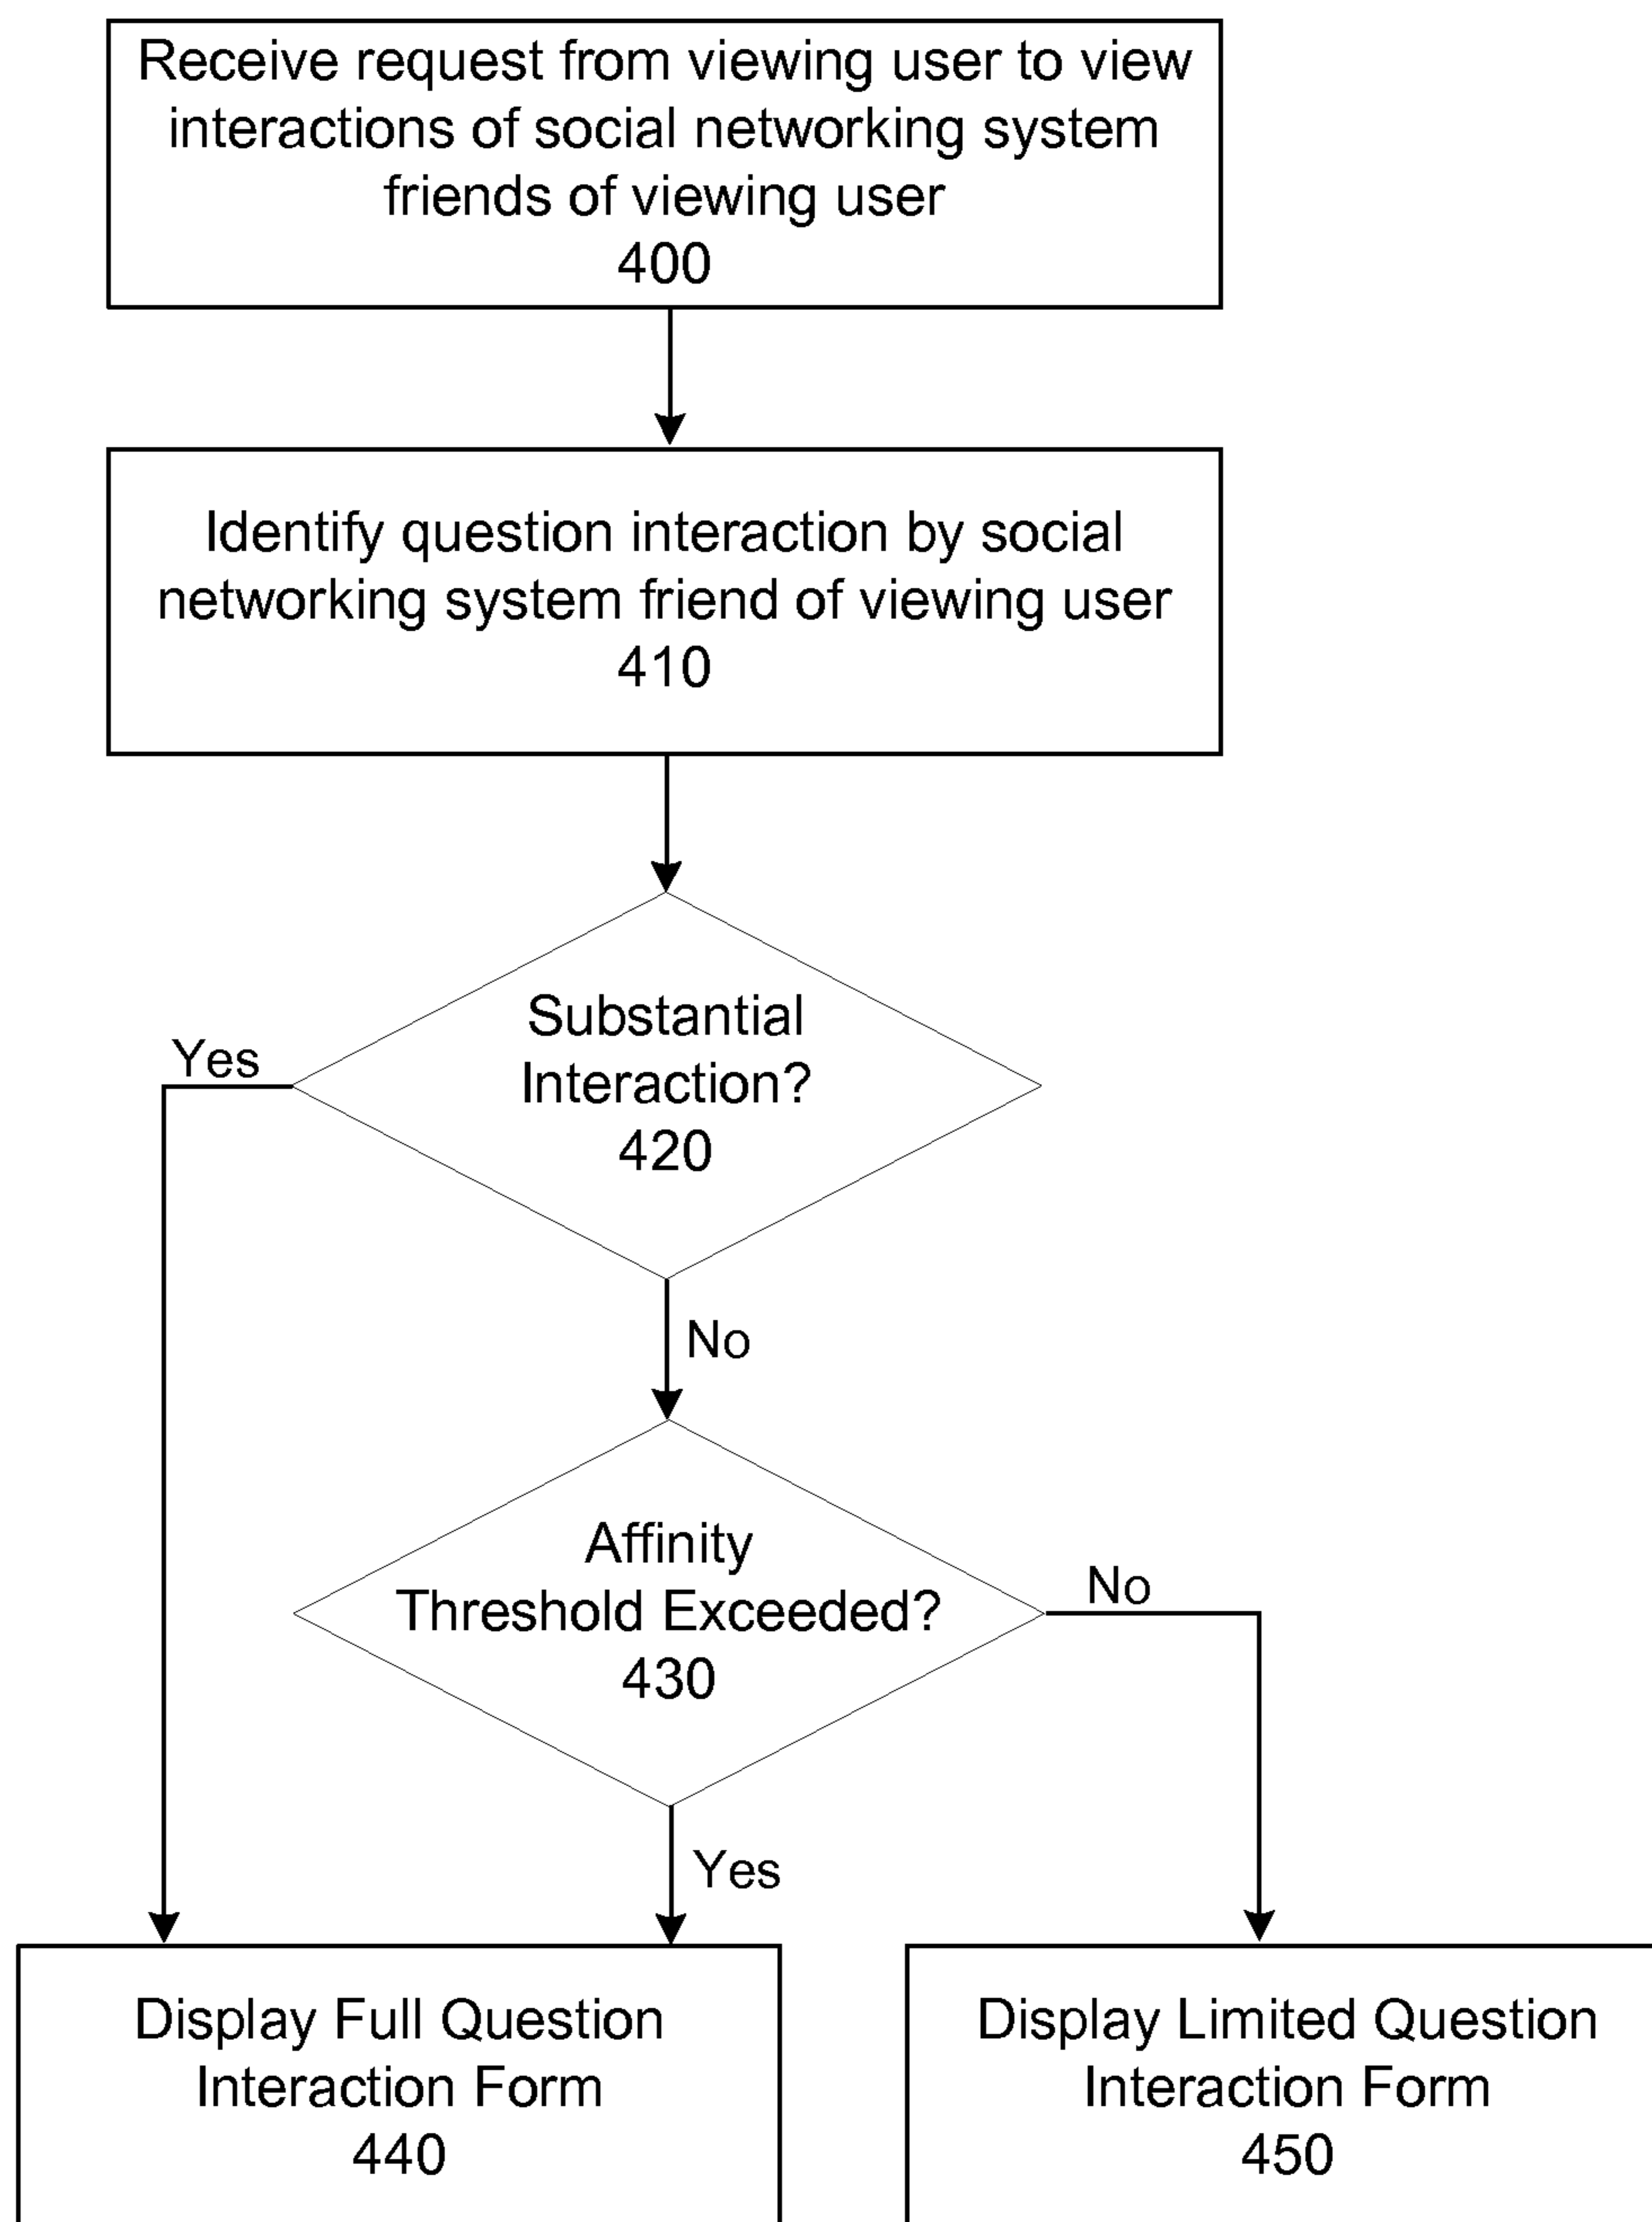 Receive request from viewing user to view
interactions of social networking system
friends of viewing user
400
Identify question interaction by social
networking system friend of viewing user
410
Substantial
Interaction?
420
Yes
No
Affinity
Threshold Exceeded?
430
No
Yes
Display Full Question
Interaction Form
440
Display Limited Question
Interaction Form
450